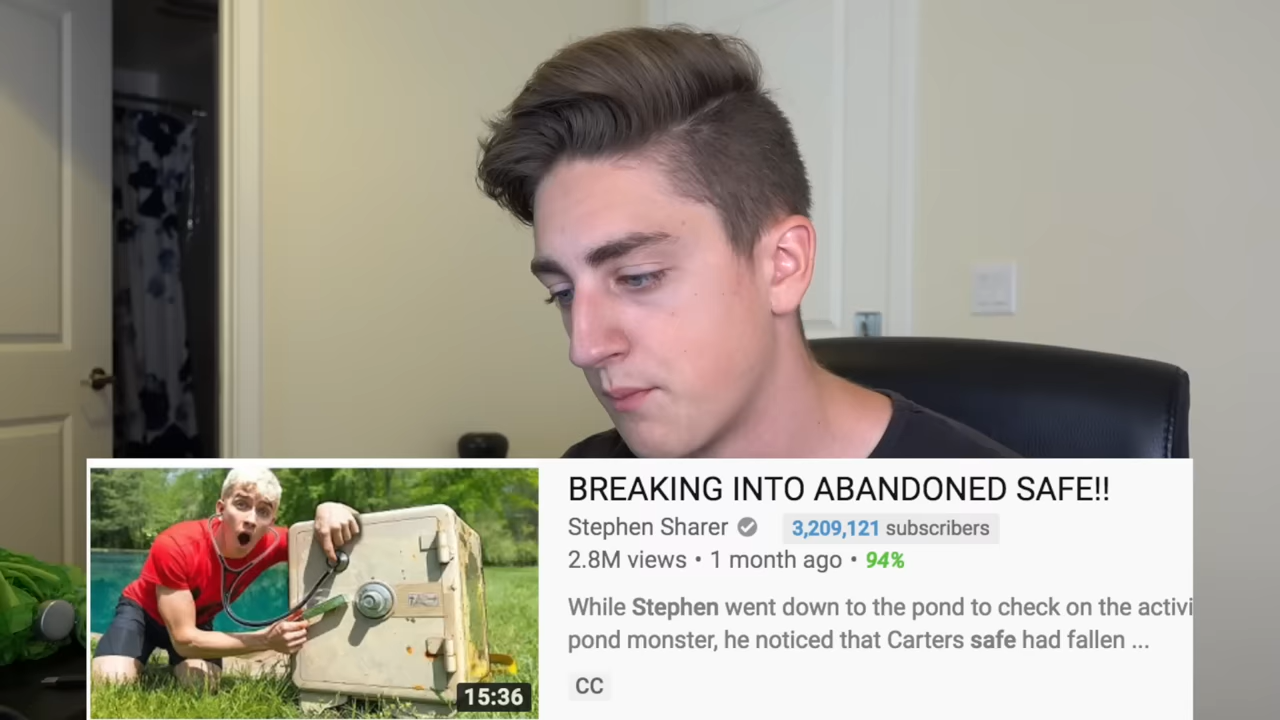 BREAKING INTO ABANDONED SAFE!!
Stephen Sharer 3,209,121 subscribers
2.8M views • 1 month ago • 94%
While Stephen went down to the pond to check on the activi
pond monster, he noticed that Carters safe had fallen ...
15:36
CC